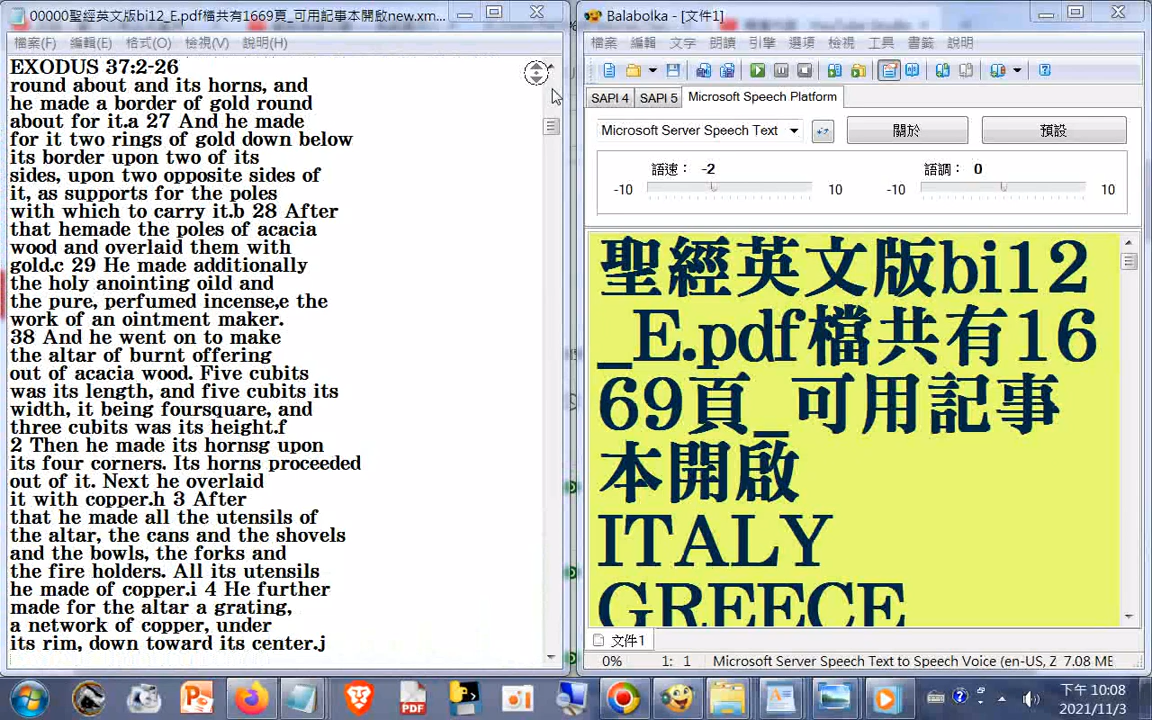 00000聖經英文版bi12_E.pdf檔共有1669頁_可用記事本開啟new.xm...
檔案(F) 編輯(E) 格式(O) 檢視(V) 說明(H)
EXODUS 37:2-26
round about and its horns, and
he made a border of gold round
about for it.a 27 And he made
for it two rings of gold down below
its border upon two of its
sides, upon two opposite sides of
it, as supports for the poles
with which to carry it.b 28 After
that hemade the poles of acacia
wood and overlaid them with
gold.c 29 He made additionally
the holy anointing oild and
the pure, perfumed incense,e the
work of an ointment maker.
38 And he went on to make
the altar of burnt offering
out of acacia wood. Five cubits
was its length, and five cubits its
width, it being foursquare, and
three cubits was its height.f
2 Then he made its hornsg upon
its four corners. Its horns proceeded
out of it. Next he overlaid
it with copper.h 3 After
that he made all the utensils of
the altar, the cans and the shovels
and the bowls, the forks and
the fire holders. All its utensils
he made of copper.i 4 He further
made for the altar a grating,
a network of copper, under
its rim, down toward its center.j
Balabolka - [文件1]
檔案 編輯 文字 朗讀 引擎 選項 檢視 工具 書籤 說明
SAPI 4 SAPI 5 Microsoft Speech Platform
Microsoft Server Speech Text 關於 預設
語速： -2 語調： 0
-10 10 -10 10
聖經英文版bi12
_E.pdf檔共有16
69頁_可用記事
本開啟
ITALY
GREECE
文件1
0% 1: 1 Microsoft Server Speech Text to Speech Voice (en-US, Z 7.08 ME
下午 10:08
2021/11/3